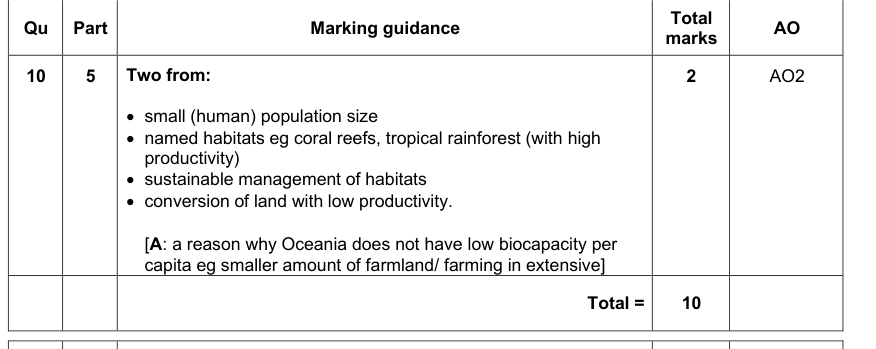 Qu Part Marking guidance Total marks AO
10 5 Two from: 2 AO2
• small (human) population size
• named habitats eg coral reefs, tropical rainforest (with high
productivity)
• sustainable management of habitats
• conversion of land with low productivity.
[A: a reason why Oceania does not have low biocapacity per
capita eg smaller amount of farmland/ farming in extensive]
Total = 10